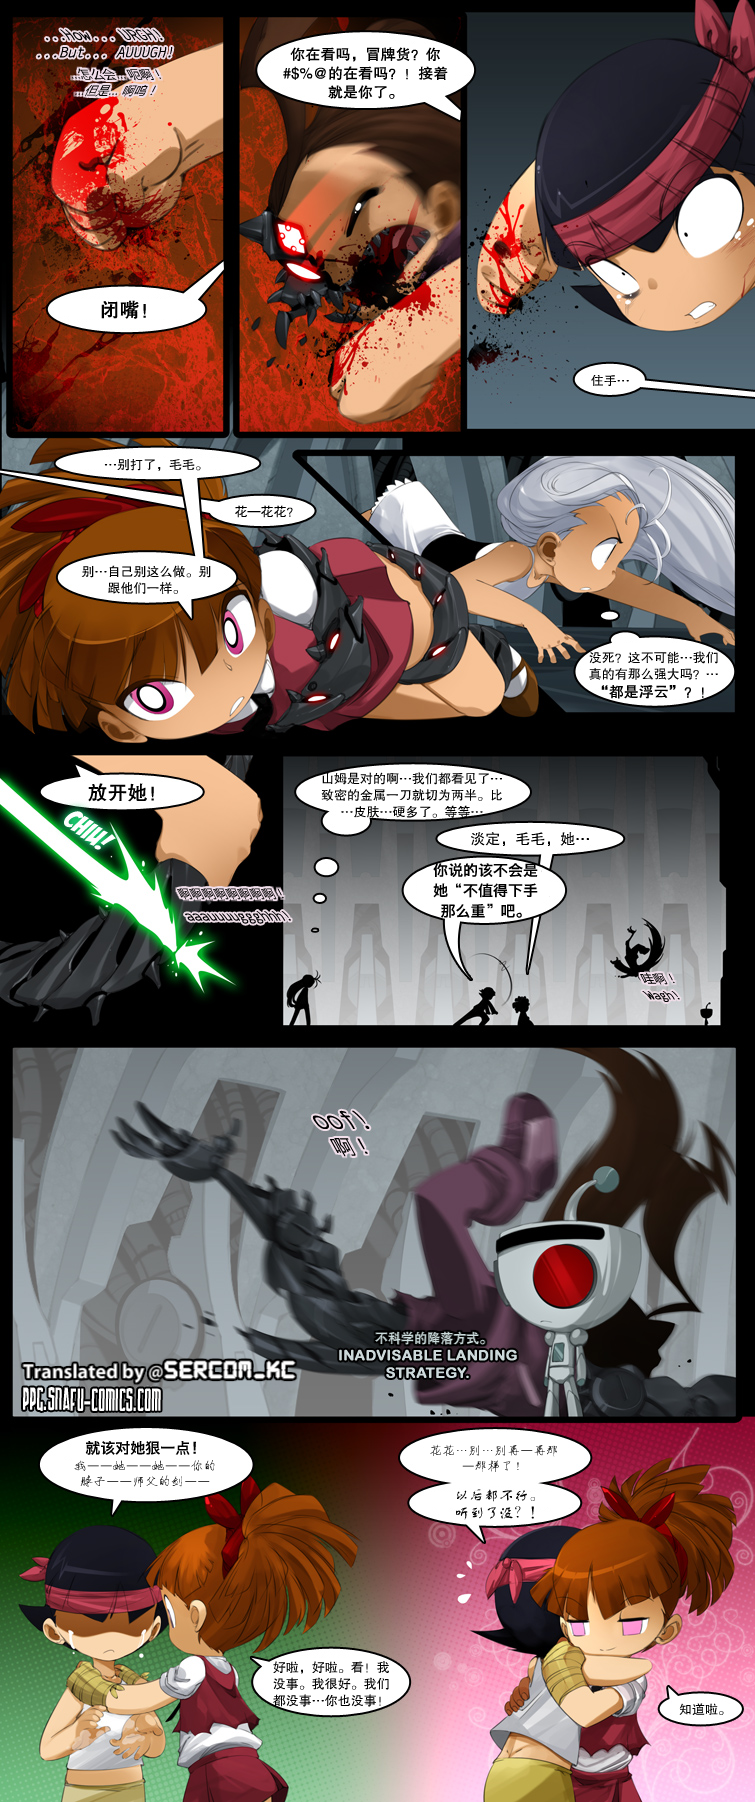 ...How... URGH!
...But... AUUUGH!
...怎么会...呃啊！
...但是...啊呜！
闭嘴！
你在看吗，冒牌货？你
#$%@的在看吗？！接着
就是你了。
住手…
…别打了，毛毛。
花—花花？
别…自己别这么做。别
跟他们一样。
没死？这不可能…我们
真的有那么强大吗？…
“都是浮云”？！
放开她！
CHIU!
啊啊啊啊啊啊啊啊！
aaauuuuggghhh!
山姆是对的啊…我们都看见了…
致密的金属一刀就切为两半。比
…皮肤…硬多了。等等…
淡定，毛毛，她…
你说的该不会是
她“不值得下手
那么重”吧。
哇啊！
Wagh!
oof!
啊！
不科学的降落方式。
INADVISABLE LANDING
STRATEGY.
Translated by @SERCOM_KC
PPG.SNAFU-COMICS.COM
就该对她狠一点！
我——她——她——你的
脖子——师父的剑——
花花…别…别再—再那
—那样了！
以后都不行。
听到了没？！
好啦，好啦。看！我
没事。我很好。我们
都没事…你也没事！
知道啦。